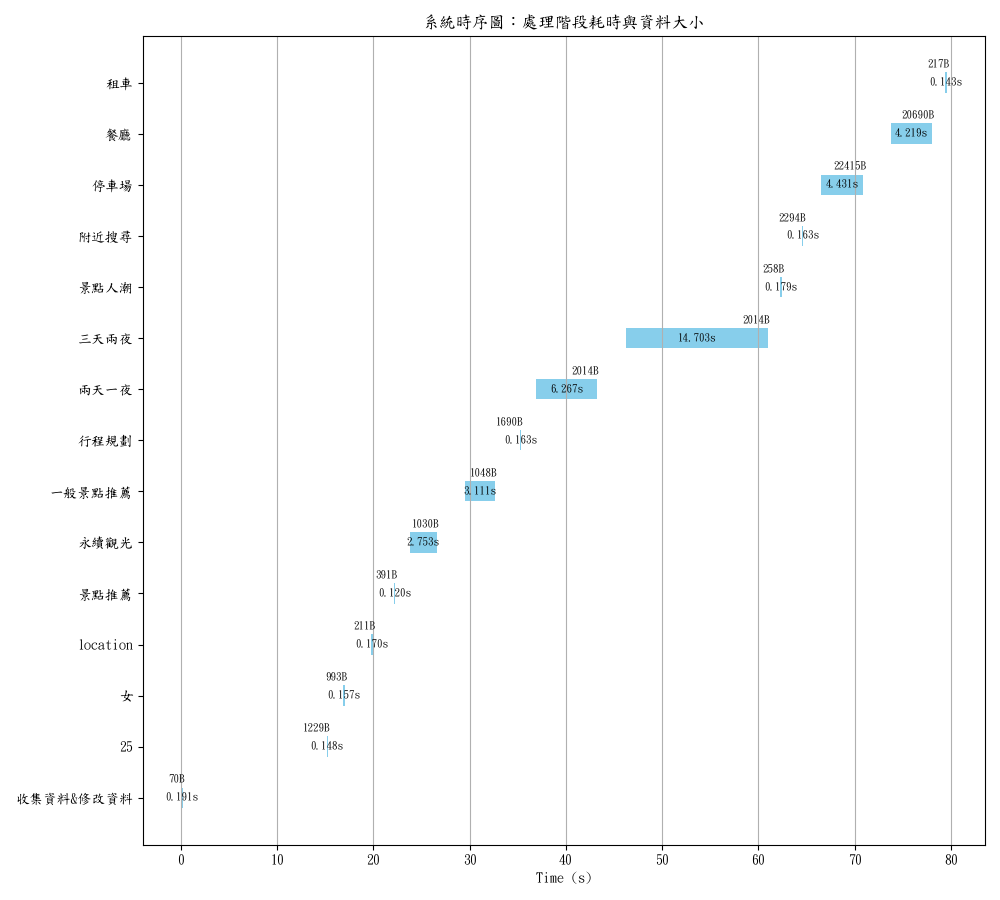 系統時序圖：處理階段耗時與資料大小
217B
租車
0.143s
20690B
餐廳
4.219s
22415B
停車場
4.431s
2294B
附近搜尋
0.163s
258B
景點人潮
0.179s
2014B
三天兩夜
14.703s
2014B
兩天一夜
6.267s
1690B
行程規劃
0.163s
1048B
一般景點推薦
3.111s
1030B
永續觀光
2.753s
391B
景點推薦
0.120s
211B
location
0.170s
993B
女
0.157s
1229B
25
0.148s
70B
收集資料&修改資料
0.191s
0 10 20 30 40 50 60 70 80
Time (s)